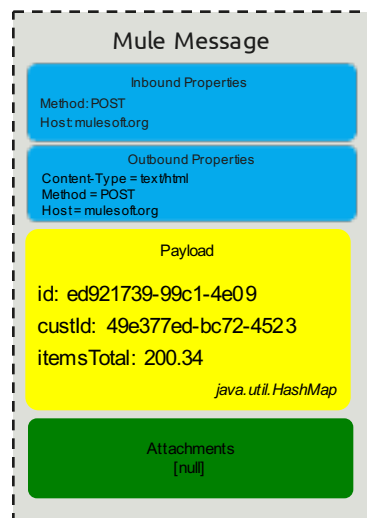 Mule Message
Inbound Properties
Method: POST
Host: mulesoft.org
Outbound Properties
Content-Type = text/html
Method = POST
Host = mulesoft.org
Payload
id: ed921739-99c1-4e09
custId: 49e377ed-bc72-4523
itemsTotal: 200.34
java.util.HashMap
Attachments
[null]